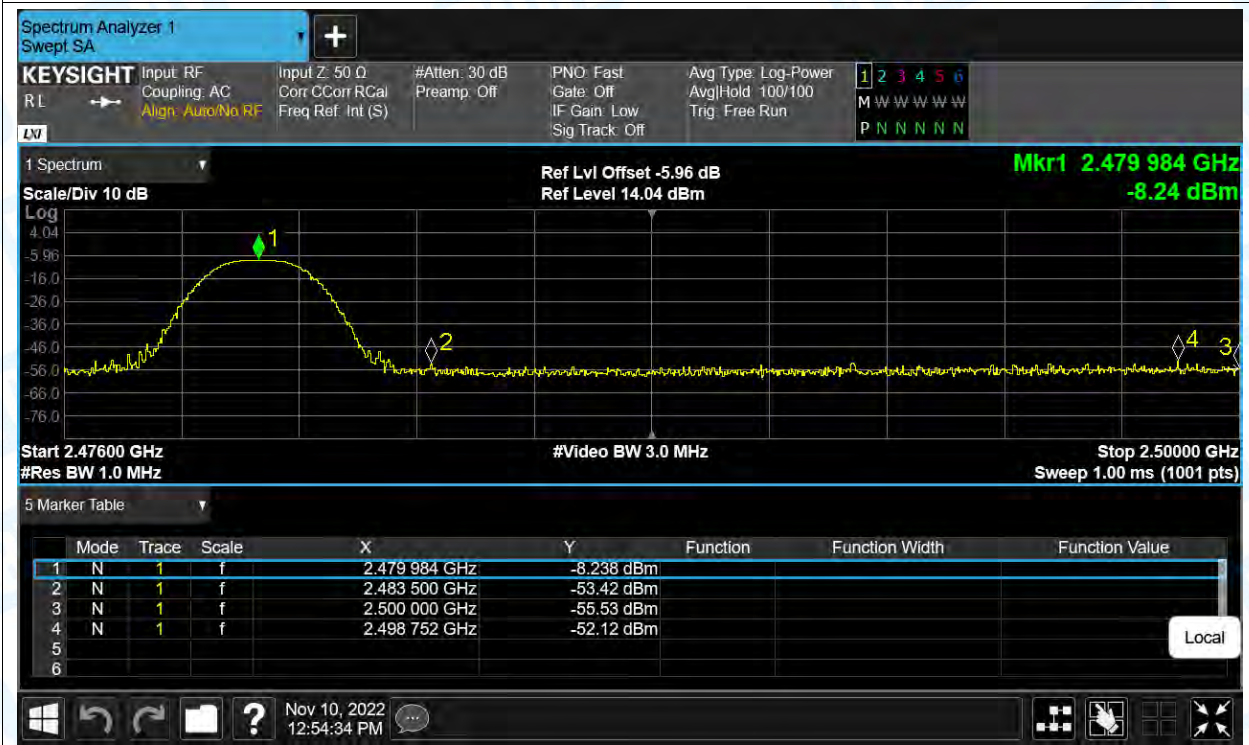 Spectrum Analyzer 1
Swept SA
+
KEYSIGHT Input: RF Input Z: 50 Ω #Atten: 30 dB PNO: Fast Avg Type: Log-Power 1 2 3 4 5 6
RL Coupling: AC Corr CCorr RCal Preamp: Off Gate: Off Avg|Hold: 100/100 M W W W W W
Align: Auto/No RF Freq Ref: Int (S) IF Gain: Low Trig: Free Run
LXI Sig Track: Off P N N N N N
1 Spectrum Ref Lvl Offset -5.96 dB Mkr1 2.479 984 GHz
Scale/Div 10 dB Ref Level 14.04 dBm -8.24 dBm
Log
4.04
1
-5.96
-16.0
-26.0
-36.0
-46.0 2 4 3
-56.0
-66.0
-76.0
Start 2.47600 GHz #Video BW 3.0 MHz Stop 2.50000 GHz
#Res BW 1.0 MHz Sweep 1.00 ms (1001 pts)
5 Marker Table
Mode Trace Scale X Y Function Function Width Function Value
1 N 1 f 2.479 984 GHz -8.238 dBm
2 N 1 f 2.483 500 GHz -53.42 dBm
3 N 1 f 2.500 000 GHz -55.53 dBm
4 N 1 f 2.498 752 GHz -52.12 dBm
5
6
Local
? Nov 10, 2022
12:54:34 PM